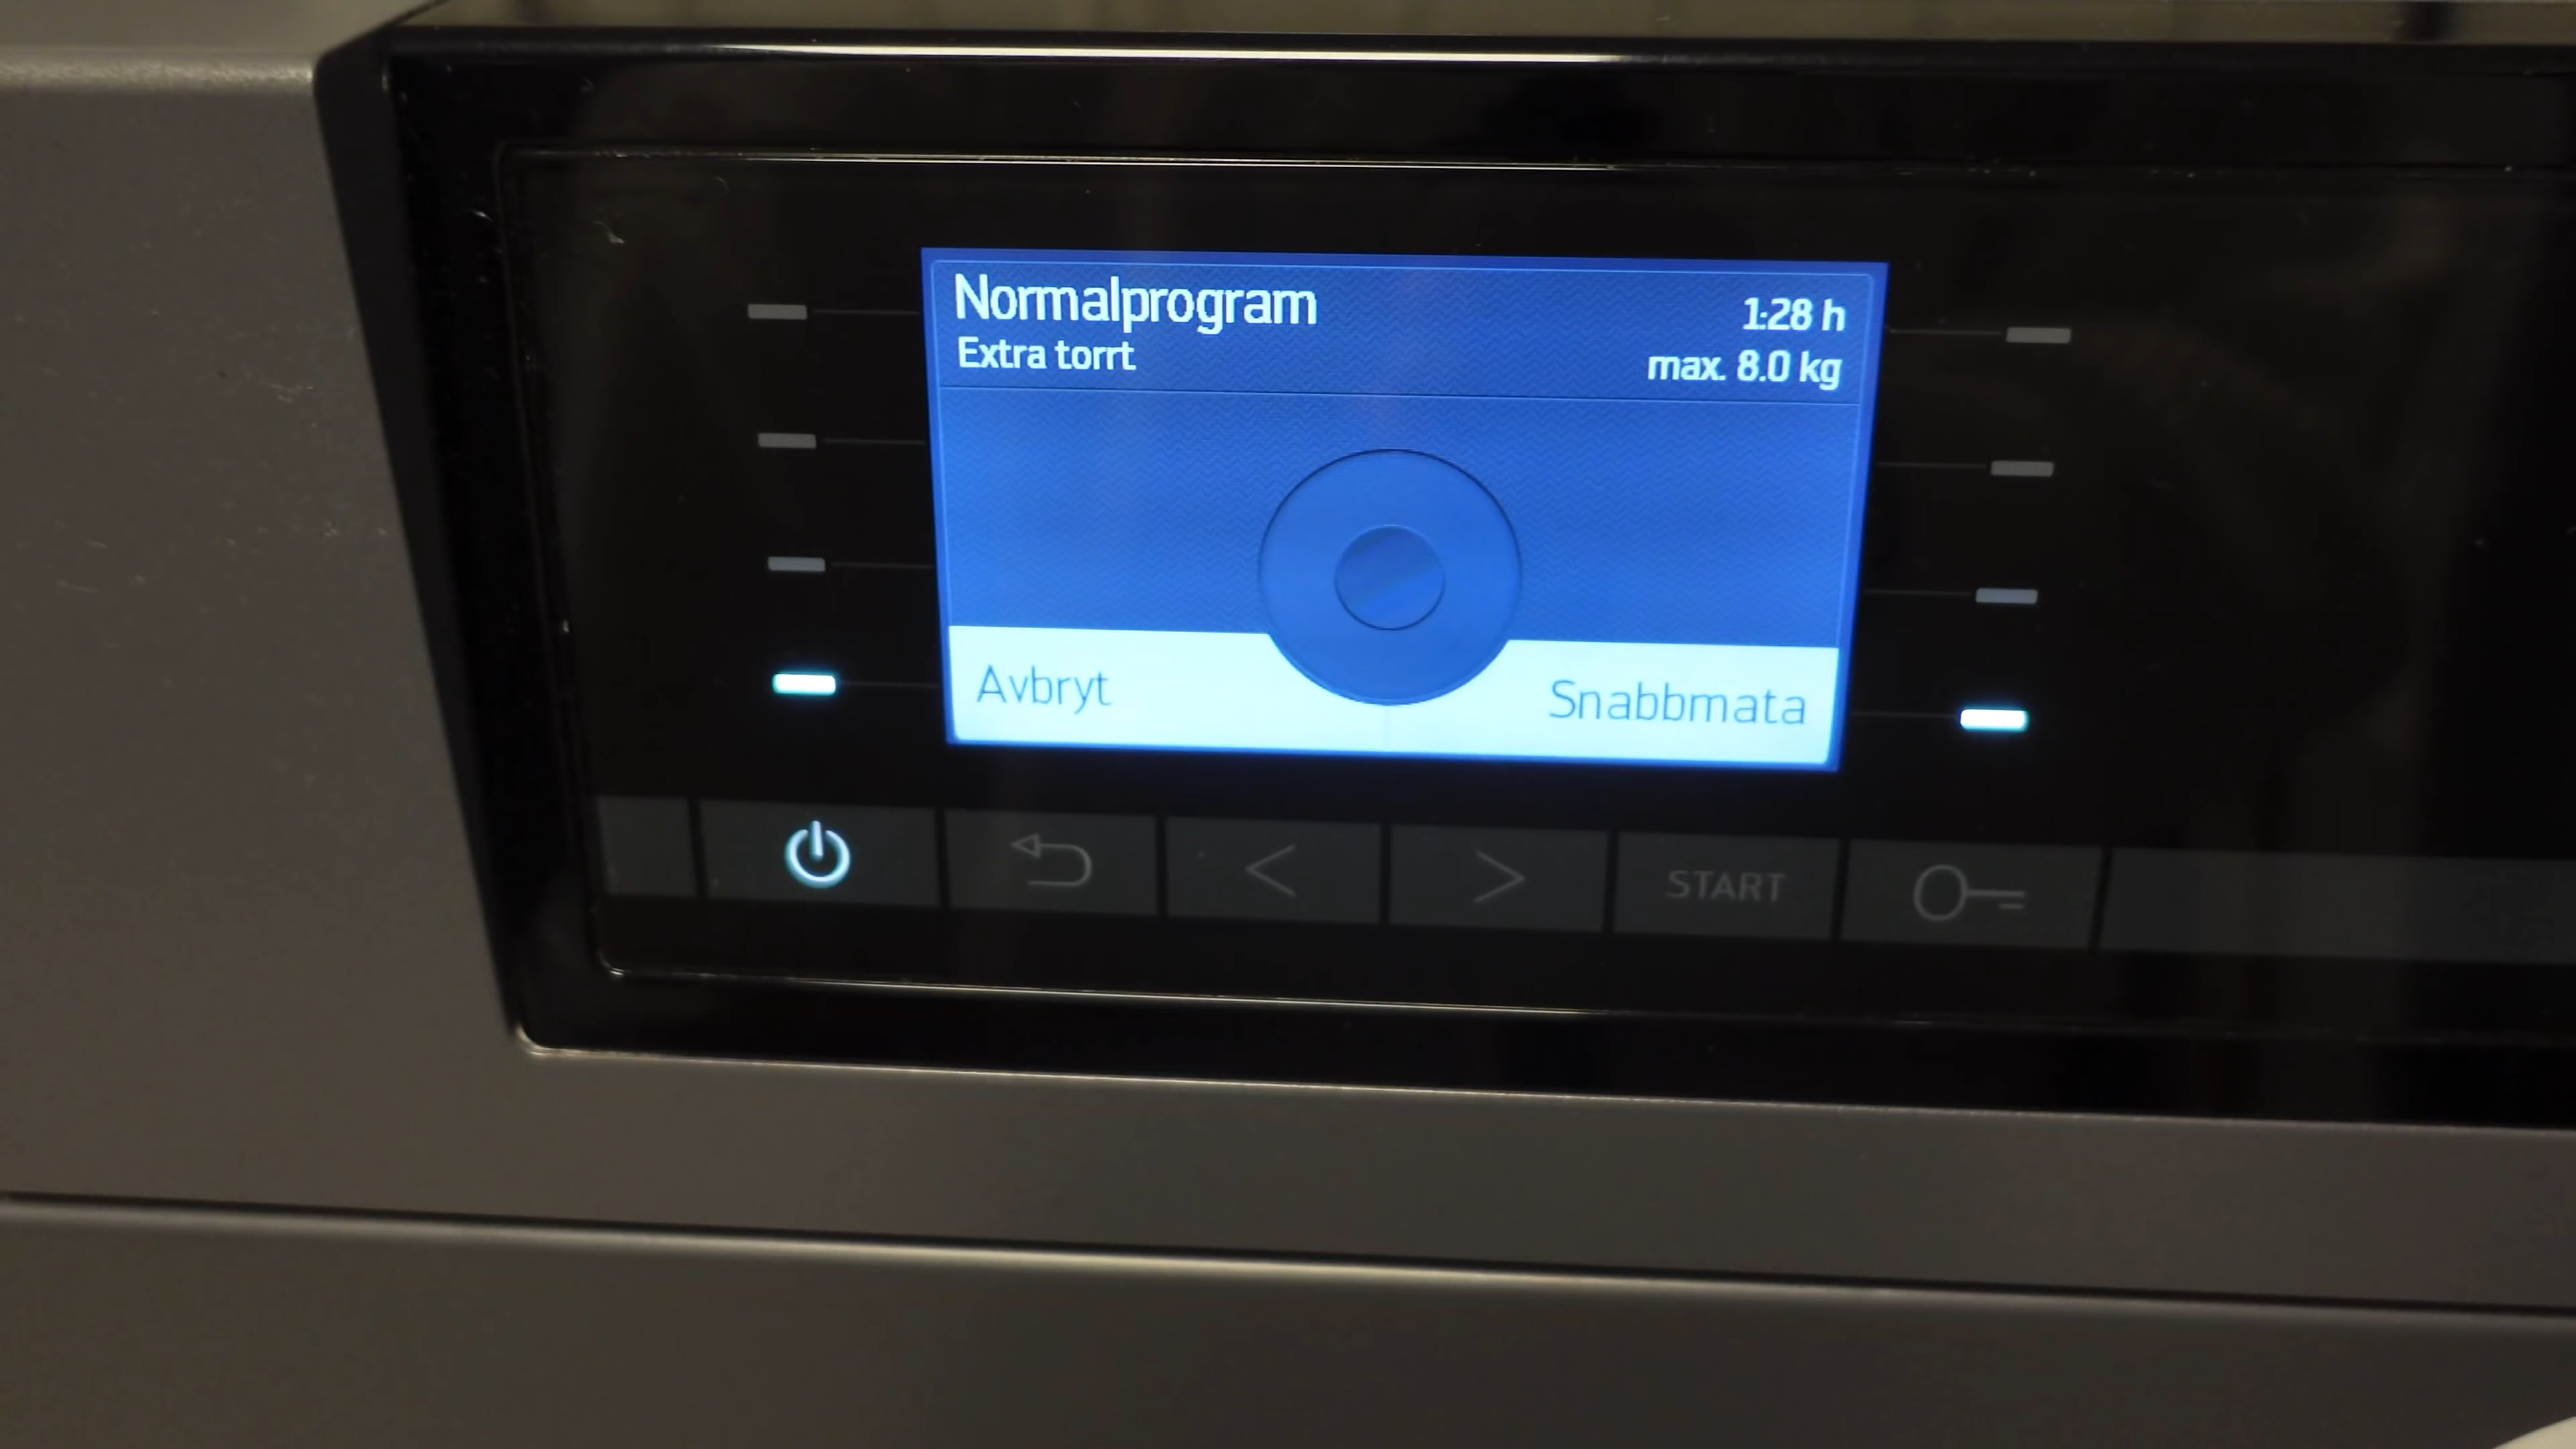 Normalprogram
1:28 h
Extra torrt
max. 8.0 kg
Avbryt
Snabbmata
START